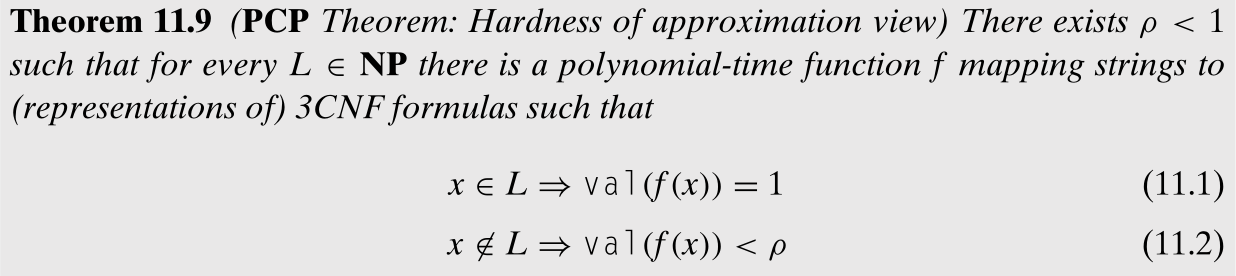 Theorem 11.9 (PCP Theorem: Hardness of approximation view) There exists ρ < 1
such that for every L ∈ NP there is a polynomial-time function f mapping strings to
(representations of) 3CNF formulas such that
x ∈ L ⇒ val(f(x)) = 1 (11.1)
x ∉ L ⇒ val(f(x)) < ρ (11.2)